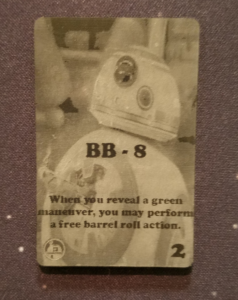 BB - 8
When you reveal a green
maneuver, you may perform
a free barrel roll action.
2